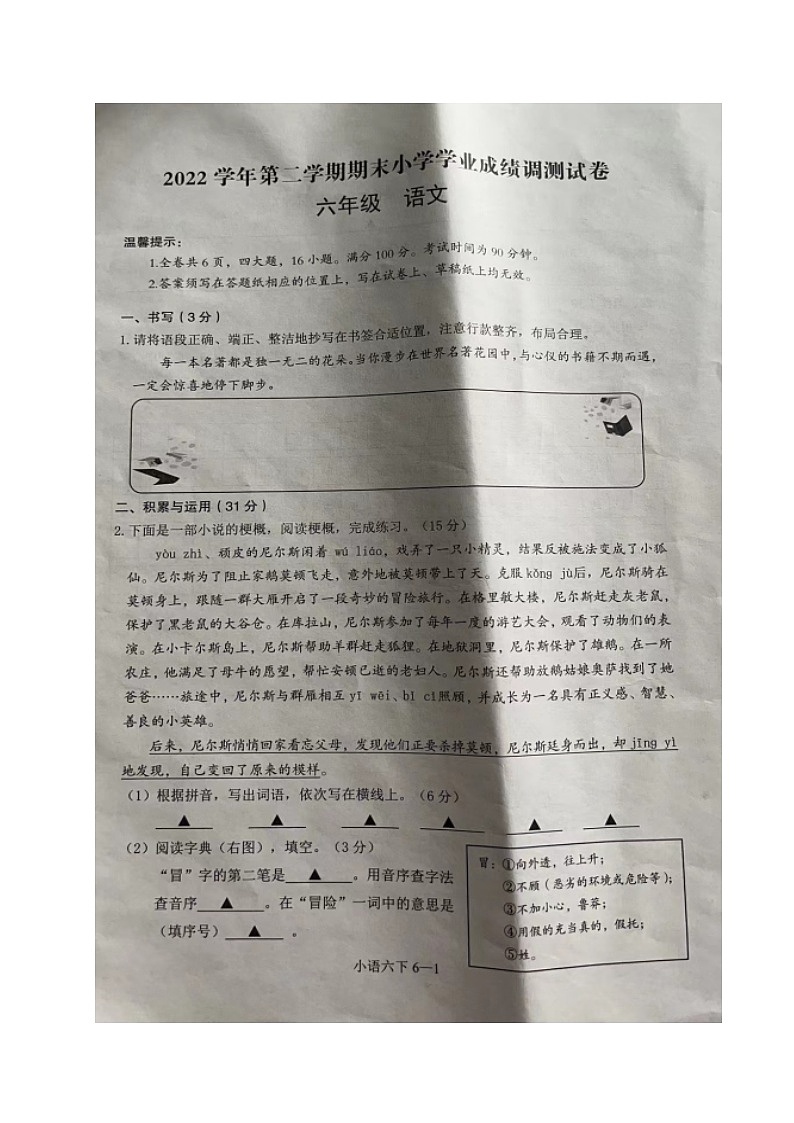 2022 学年第二学期期末小学学业成绩调测试卷
六年级 语文
温馨提示：
1.全卷共 6 页，四大题，16 小题。满分 100 分。考试时间为 90 分钟。
2.答案须写在答题纸相应的位置上，写在试卷上、草稿纸上均无效。
一、书写（3 分）
1.请将语段正确、端正、整洁地抄写在书签合适位置，注意行款整齐，布局合理。
每一本名著都是独一无二的花朵。当你漫步在世界名著花园中，与心仪的书籍不期而遇，
一定会惊喜地停下脚步。
二、积累与运用（31 分）
2.下面是一部小说的梗概，阅读梗概，完成练习。（15 分）
yòu zhì、顽皮的尼尔斯闲着 wú liáo，戏弄了一只小精灵，结果反被施法变成了小狐
仙。尼尔斯为了阻止家鹅莫顿飞走，意外地被莫顿带上了天。克服kǒng jù后，尼尔斯骑在
莫顿身上，跟随一群大雁开启了一段奇妙的冒险旅行。在格里敏大楼，尼尔斯赶走灰老鼠，
保护了黑老鼠的大谷仓。在库拉山，尼尔斯参加了每年一度的游艺大会，观看了动物们的表
演。在小卡尔斯岛上，尼尔斯帮助羊群赶走狐狸。在地狱洞里，尼尔斯保护了雄鹅。在一所
农庄，他满足了母牛的愿望，帮忙安顿已逝的老妇人。尼尔斯还帮助放鹅姑娘奥萨找到了她
爸爸……旅途中，尼尔斯与群雁相互yī wēi、bǐ cǐ照顾，并成长为一名具有正义感、智慧、
善良的小英雄。
后来，尼尔斯悄悄回家看忘父母，发现他们正要杀掉莫顿，尼尔斯廷身而出，却 jīng yì
地发现，自己变回了原来的模样。
（1）根据拼音，写出词语，依次写在横线上。（6 分）
▲ ▲ ▲ ▲ ▲ ▲
（2）阅读字典（右图），填空。（3 分）
“冒”字的第二笔是 ▲ 。用音序查字法
查音序 ▲ 。在“冒险”一词中的意思是
（填序号） ▲ 。
冒：①向外透，往上升；
②不顾（恶劣的环境或危险等）；
③不加小心，鲁莽；
④用假的充当真的，假托；
⑤姓。
小语六下 6—1